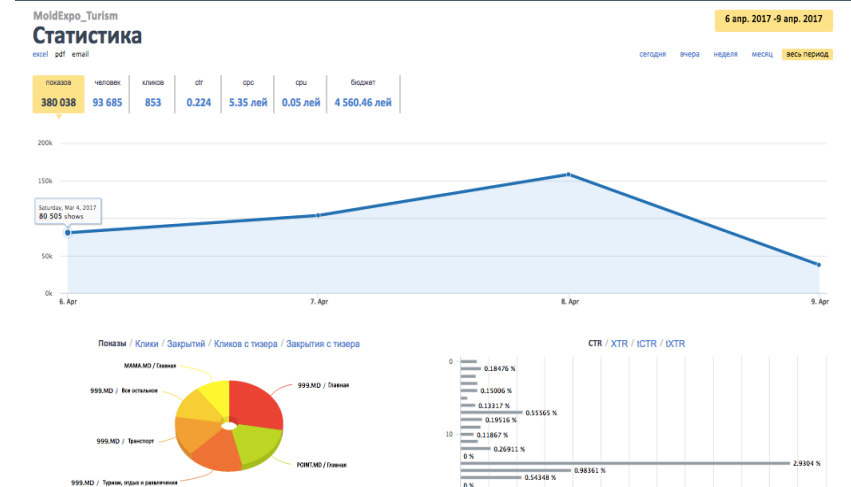 MoldExpo_Turism
Статистика
excel pdf email
6 апр. 2017 -9 апр. 2017
сегодня вчера неделя месяц весь период
показов человек кликов ctr cpc cpu бюджет
380 038 93 685 853 0.224 5.35 лей 0.05 лей 4 560.46 лей
200k
150k
Saturday, Mar 4, 2017
80 505 shows
50k
0k
6. Apr 7. Apr 8. Apr 9. Apr
Показы / Клики / Закрытий / Кликов с тизера / Закрытия с тизера
MAMA.MD / Главная
999.MD / Главная
999.MD / Все остальное
999.MD / Транспорт
POINT.MD / Главная
999.MD / Туризм, отдых и развлечения
CTR / XTR / tCTR / tXTR
0
0.18476 %
0.15006 %
0.13317 %
0.55565 %
0.19516 %
10
0.11867 %
0.26911 %
0 %
2.9304 %
0.98361 %
0.54348 %
0 %